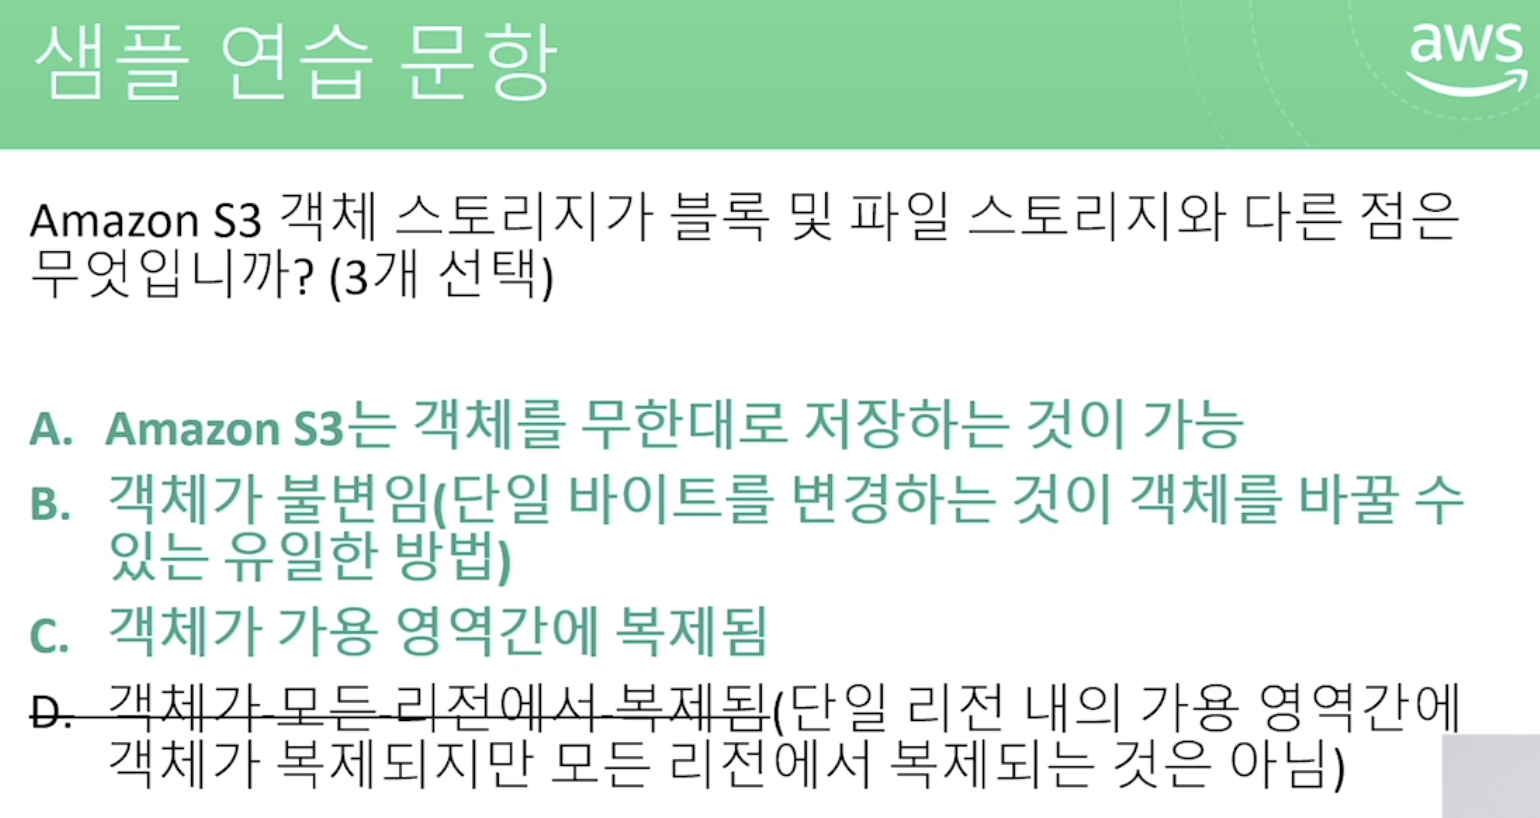 샘플 연습 문항
aws
Amazon S3 객체 스토리지가 블록 및 파일 스토리지와 다른 점은
무엇입니까? (3개 선택)
A. Amazon S3는 객체를 무한대로 저장하는 것이 가능
B. 객체가 불변임(단일 바이트를 변경하는 것이 객체를 바꿀 수
있는 유일한 방법)
C. 객체가 가용 영역간에 복제됨
D. 객체가 모든 리전에서 복제됨(단일 리전 내의 가용 영역간에
객체가 복제되지만 모든 리전에서 복제되는 것은 아님)